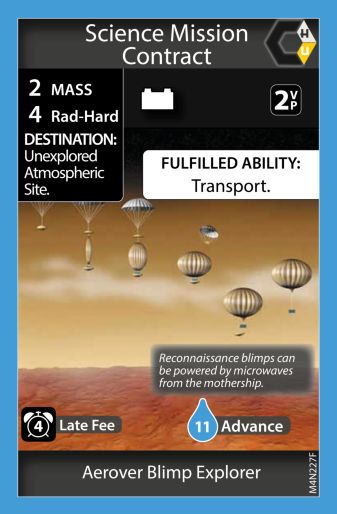 Science Mission
Contract
H
U
2 MASS
4 Rad-Hard
DESTINATION:
Unexplored
Atmospheric
Site.
2 VP
FULFILLED ABILITY:
Transport.
Reconnaissance blimps can
be powered by microwaves
from the mothership.
4 Late Fee
11 Advance
Aerover Blimp Explorer
M4N227F